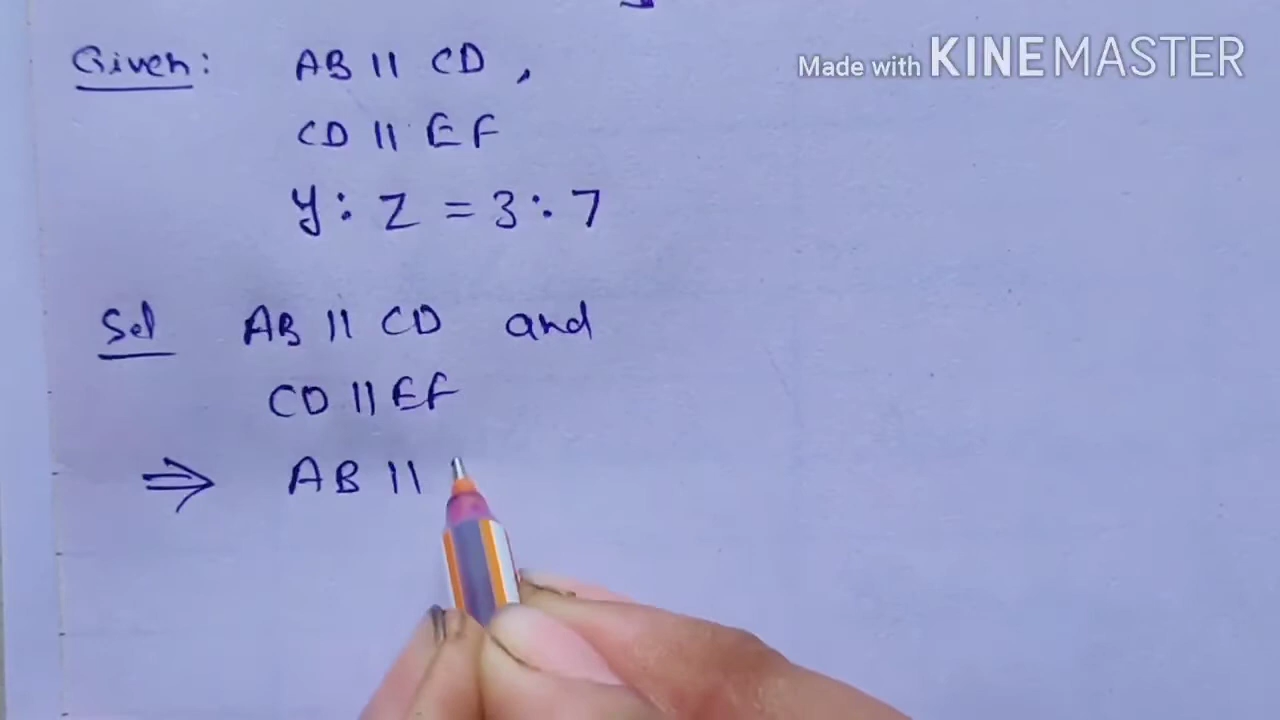 Made with KINEMASTER
Given: AB || CD,
CD || EF
y : z = 3 : 7
Sol AB || CD and
CD || EF
⇒ AB ||